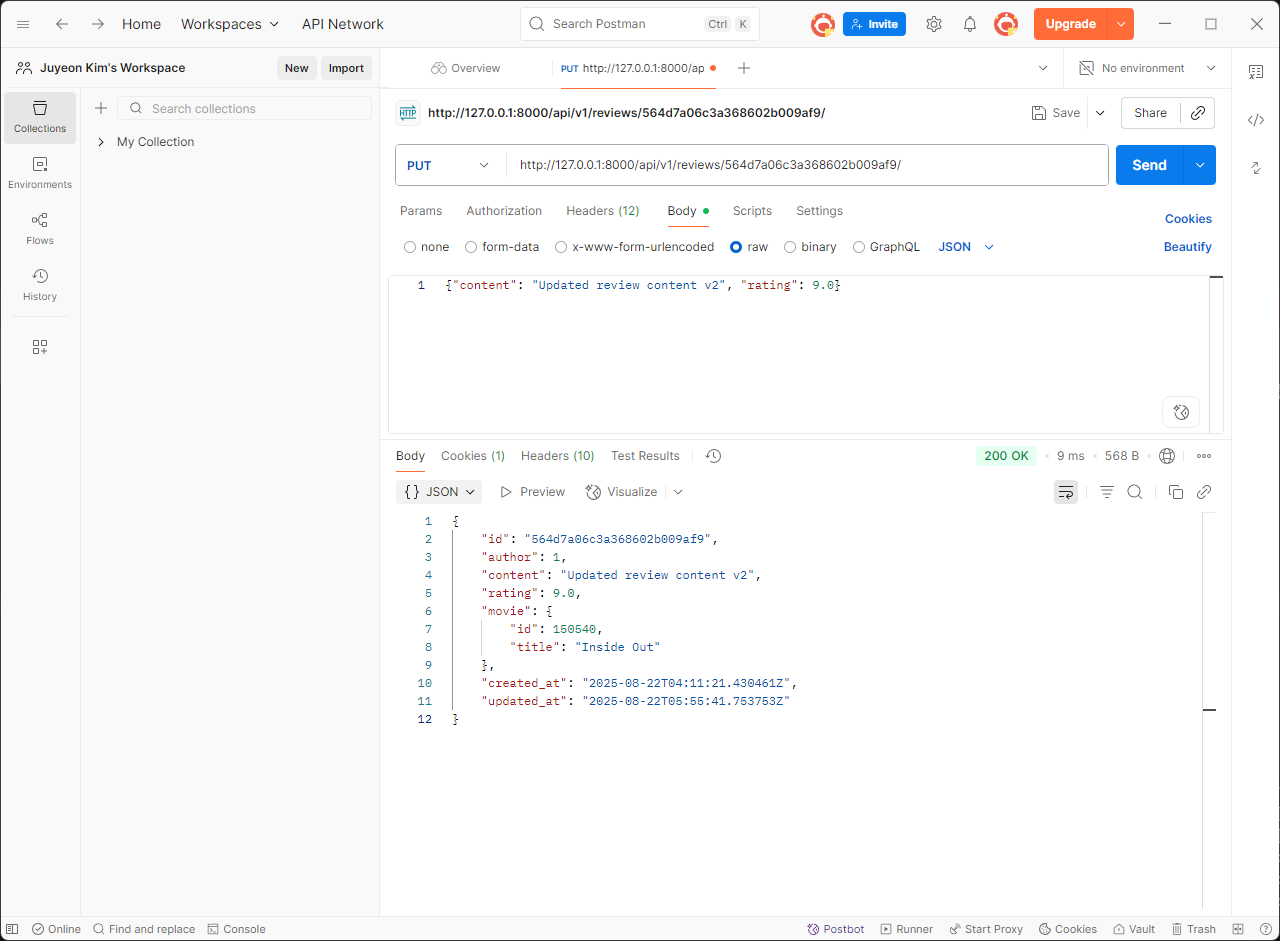 Home Workspaces API Network Search Postman Ctrl K Invite Upgrade
Juyeon Kim's Workspace New Import Overview PUT http://127.0.0.1:8000/ap No environment
Collections
Environments
Flows
History
Search collections
My Collection
HTTP http://127.0.0.1:8000/api/v1/reviews/564d7a06c3a368602b009af9/ Save Share
PUT http://127.0.0.1:8000/api/v1/reviews/564d7a06c3a368602b009af9/ Send
Params Authorization Headers (12) Body Scripts Settings Cookies
none form-data x-www-form-urlencoded raw binary GraphQL JSON Beautify
1 {"content": "Updated review content v2", "rating": 9.0}
Body Cookies (1) Headers (10) Test Results 200 OK 9 ms 568 B
{} JSON Preview Visualize
1 {
2 "id": "564d7a06c3a368602b009af9",
3 "author": 1,
4 "content": "Updated review content v2",
5 "rating": 9.0,
6 "movie": {
7 "id": 150540,
8 "title": "Inside Out"
9 },
10 "created_at": "2025-08-22T04:11:21.430461Z",
11 "updated_at": "2025-08-22T05:55:41.753753Z"
12 }
Online Find and replace Console Postbot Runner Start Proxy Cookies Vault Trash